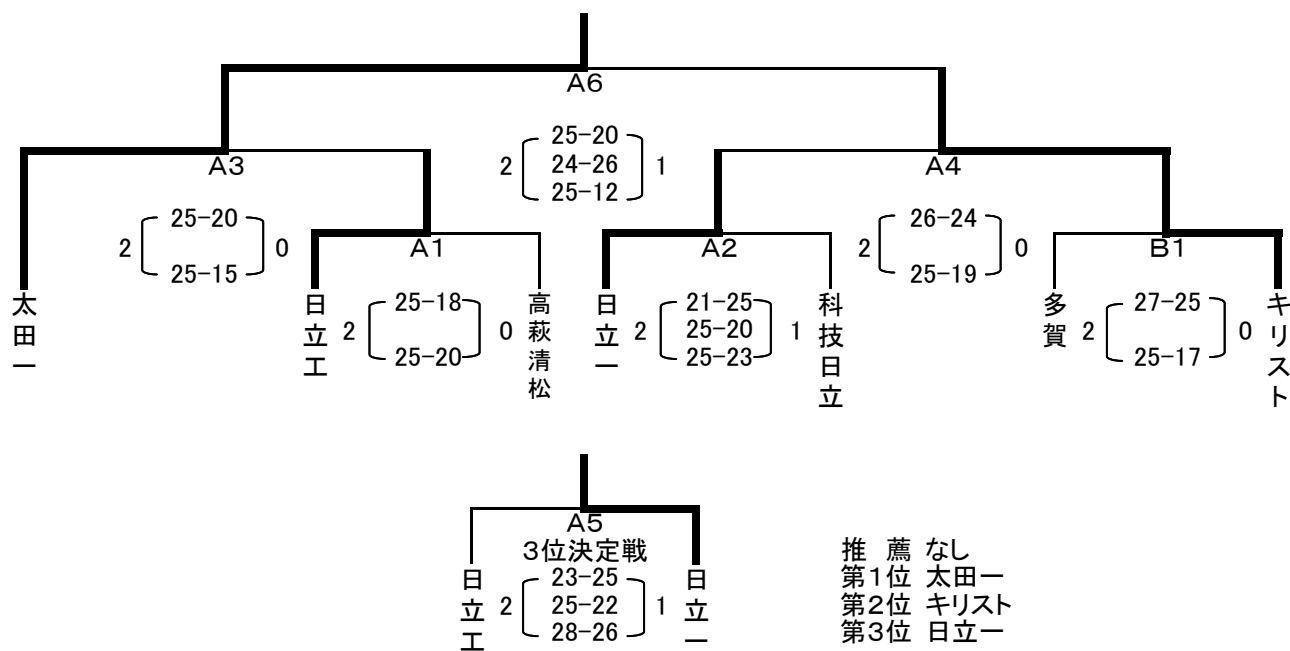 A6
25-20
2 24-26 1
25-12
A3
25-20
2 0
25-15
A4
26-24
2 0
25-19
A1
25-18
2 0
25-20
A2
21-25
2 25-20 1
25-23
B1
27-25
2 0
25-17
太田一
日立工
高萩清松
日立一
科技日立
多賀
キリスト
A5
3位決定戦
23-25
2 25-22 1
28-26
日立工
日立一
推 薦 なし
第1位 太田一
第2位 キリスト
第3位 日立一